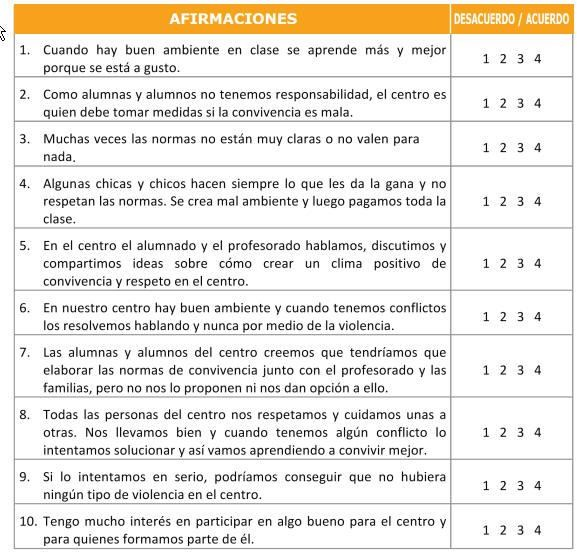 AFIRMACIONES DESACUERDO / ACUERDO
1. Cuando hay buen ambiente en clase se aprende más y mejor
porque se está a gusto.
1 2 3 4
2. Como alumnas y alumnos no tenemos responsabilidad, el centro es
quien debe tomar medidas si la convivencia es mala.
1 2 3 4
3. Muchas veces las normas no están muy claras o no valen para
nada.
1 2 3 4
4. Algunas chicas y chicos hacen siempre lo que les da la gana y no
respetan las normas. Se crea mal ambiente y luego pagamos toda la
clase.
1 2 3 4
5. En el centro el alumnado y el profesorado hablamos, discutimos y
compartimos ideas sobre cómo crear un clima positivo de
convivencia y respeto en el centro.
1 2 3 4
6. En nuestro centro hay buen ambiente y cuando tenemos conflictos
los resolvemos hablando y nunca por medio de la violencia.
1 2 3 4
7. Las alumnas y alumnos del centro creemos que tendríamos que
elaborar las normas de convivencia junto con el profesorado y las
familias, pero no nos lo proponen ni nos dan opción a ello.
1 2 3 4
8. Todas las personas del centro nos respetamos y cuidamos unas a
otras. Nos llevamos bien y cuando tenemos algún conflicto lo
intentamos solucionar y así vamos aprendiendo a convivir mejor.
1 2 3 4
9. Si lo intentamos en serio, podríamos conseguir que no hubiera
ningún tipo de violencia en el centro.
1 2 3 4
10. Tengo mucho interés en participar en algo bueno para el centro y
para quienes formamos parte de él.
1 2 3 4